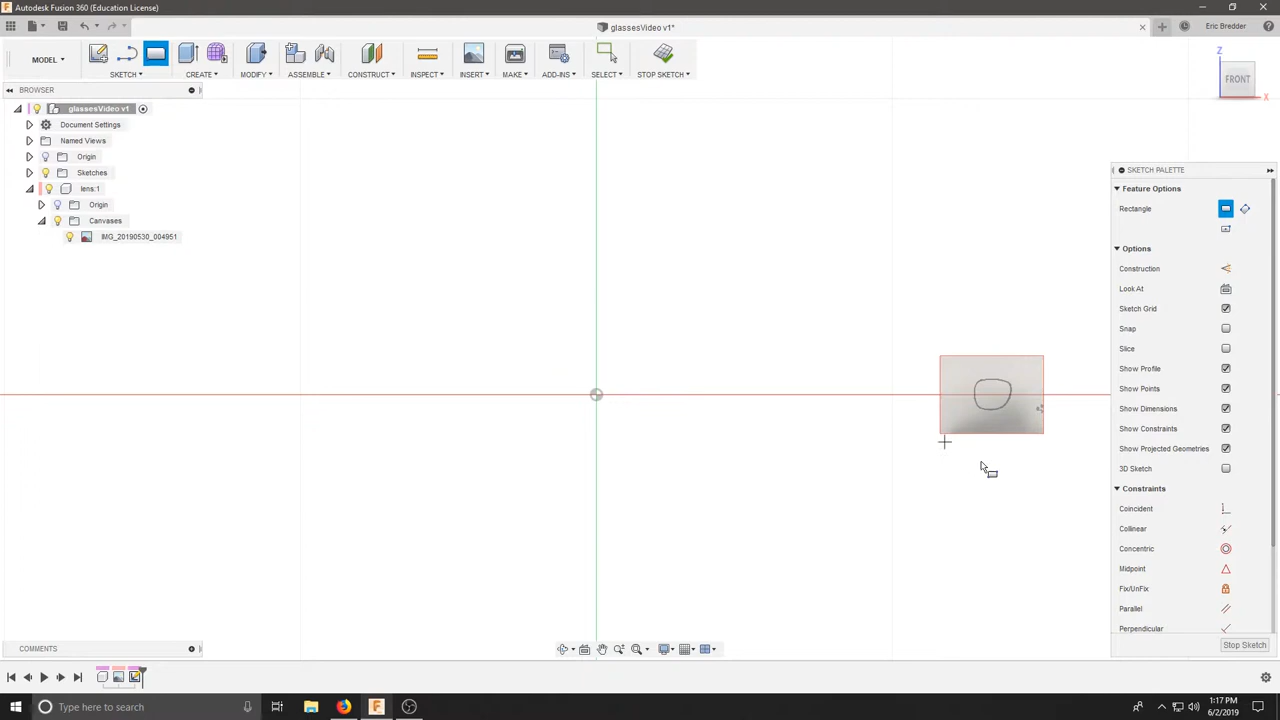 Autodesk Fusion 360 (Education License)
glassesVideo v1*
Eric Bredder
MODEL
SKETCH
CREATE
MODIFY
ASSEMBLE
CONSTRUCT
INSPECT
INSERT
MAKE
ADD-INS
SELECT
STOP SKETCH
Z
FRONT
X
BROWSER
glassesVideo v1
Document Settings
Named Views
Origin
Sketches
lens:1
Origin
Canvases
IMG_20190530_004951
SKETCH PALETTE
Feature Options
Rectangle
Options
Construction
Look At
Sketch Grid
Snap
Slice
Show Profile
Show Points
Show Dimensions
Show Constraints
Show Projected Geometries
3D Sketch
Constraints
Coincident
Collinear
Concentric
Midpoint
Fix/UnFix
Parallel
Perpendicular
Stop Sketch
COMMENTS
Type here to search
1:17 PM
6/2/2019